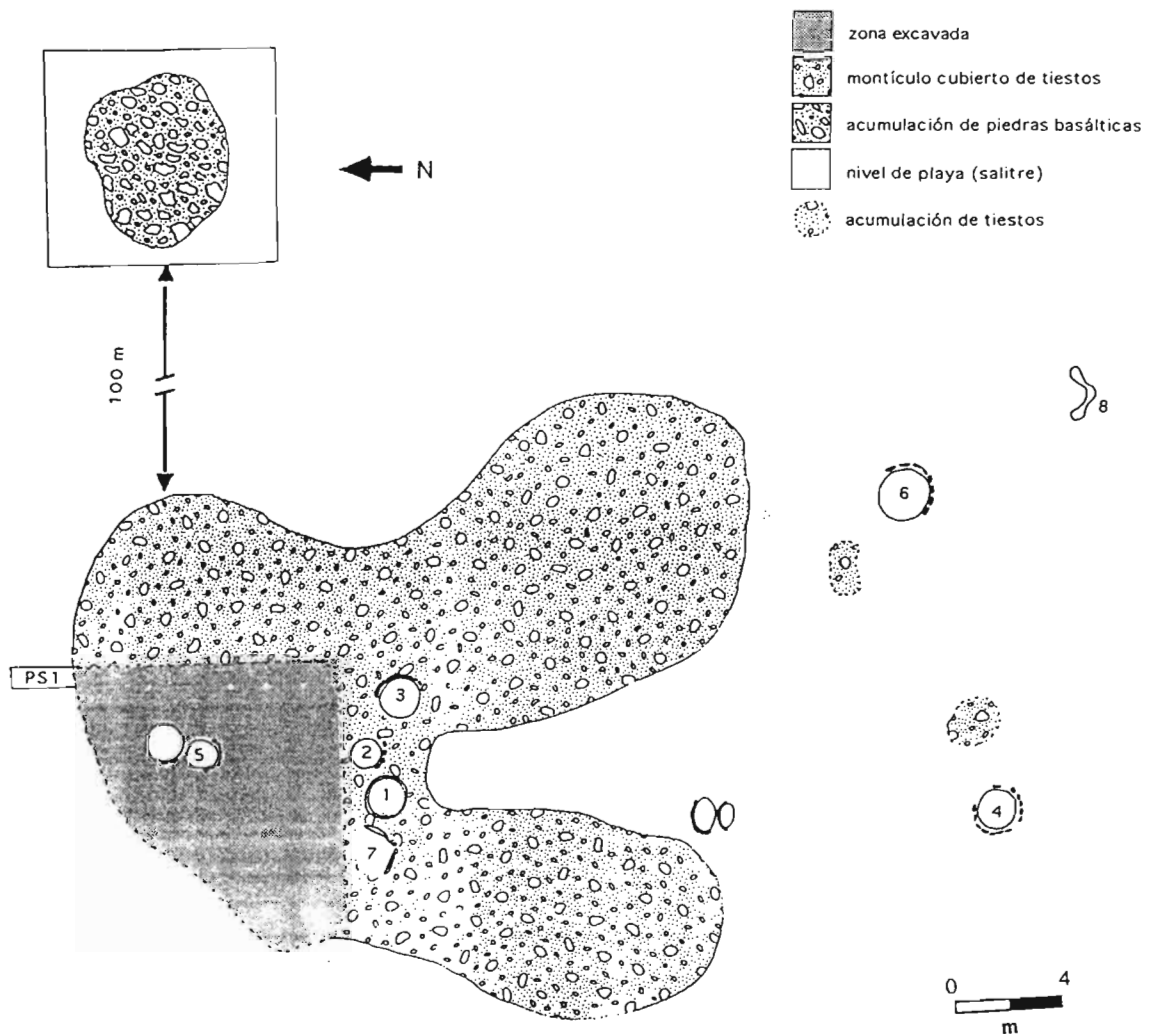 zona excavada
montículo cubierto de tiestos
acumulación de piedras basálticas
nivel de playa (salitre)
acumulación de tiestos
N
100 m
8
6
PS1
3
5
2
1
4
7
0 4
m